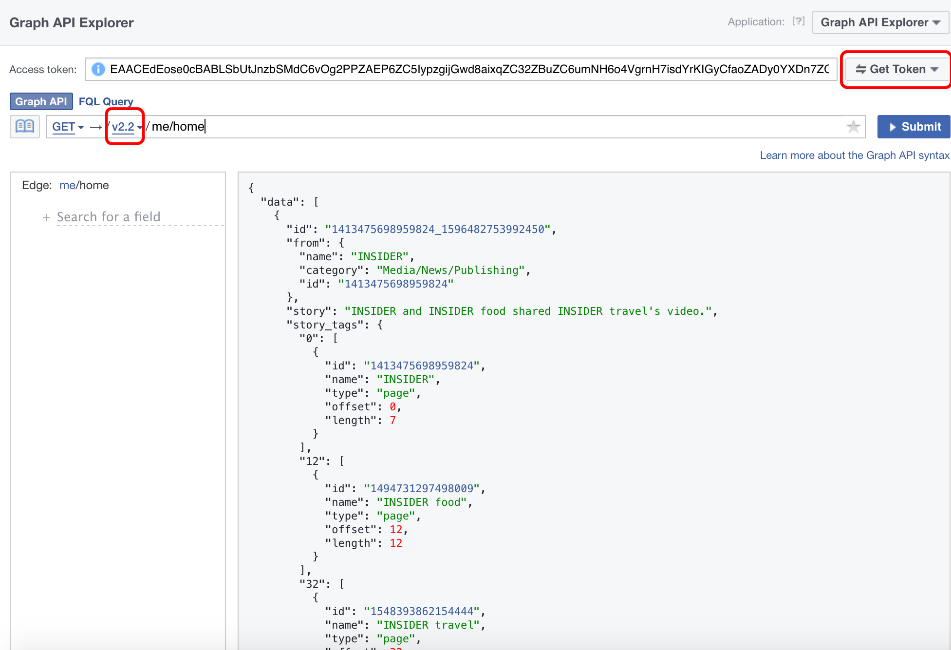 Graph API Explorer
Application: [?] Graph API Explorer
Access token: EAACEdEose0cBABLSbUtJnzbSMdC6vOg2PPZAEP6ZC5IypzgijGwd8aixqZC32ZBuZC6umNH6o4VgrnH7isdYrKIGyCfaoZADy0YXDn7ZC Get Token
Graph API FQL Query
GET → /v2.2 /me/home Submit
Learn more about the Graph API syntax
Edge: me/home
+ Search for a field
{
"data": [
{
"id": "1413475698959824_1596482753992450",
"from": {
"name": "INSIDER",
"category": "Media/News/Publishing",
"id": "1413475698959824"
},
"story": "INSIDER and INSIDER food shared INSIDER travel's video.",
"story_tags": {
"0": [
{
"id": "1413475698959824",
"name": "INSIDER",
"type": "page",
"offset": 0,
"length": 7
}
],
"12": [
{
"id": "1494731297498009",
"name": "INSIDER food",
"type": "page",
"offset": 12,
"length": 12
}
],
"32": [
{
"id": "1548393862154444",
"name": "INSIDER travel",
"type": "page",